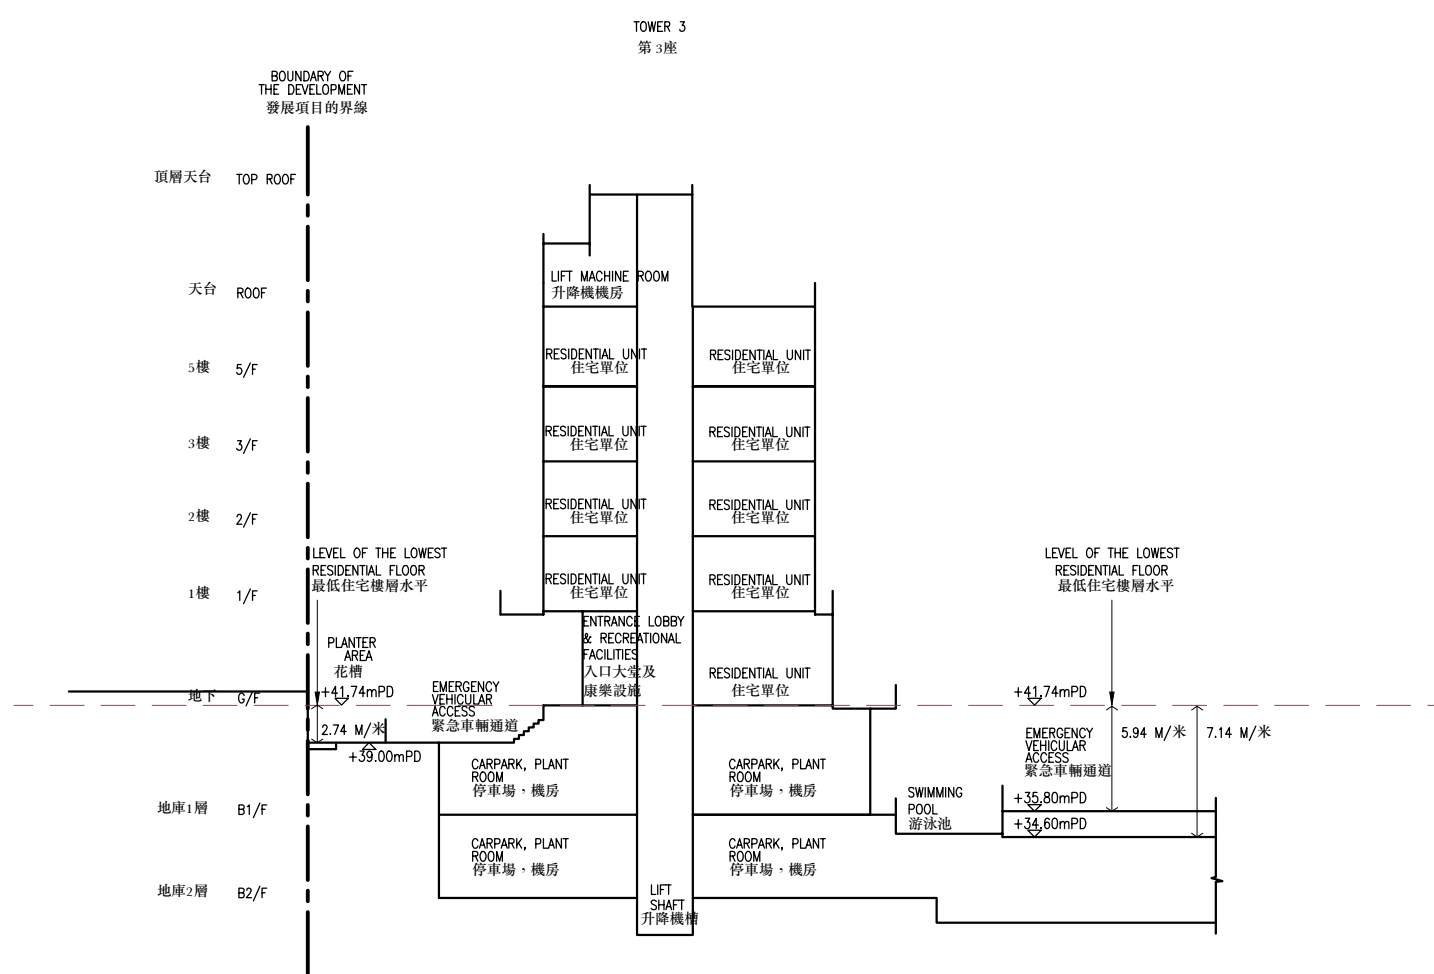 TOWER 3
第 3座
BOUNDARY OF
THE DEVELOPMENT
發展項目的界線
頂層天台 TOP ROOF
LIFT MACHINE ROOM
升降機機房
天台 ROOF
RESIDENTIAL UNIT
住宅單位
RESIDENTIAL UNIT
住宅單位
5樓 5/F
RESIDENTIAL UNIT
住宅單位
RESIDENTIAL UNIT
住宅單位
3樓 3/F
RESIDENTIAL UNIT
住宅單位
RESIDENTIAL UNIT
住宅單位
2樓 2/F
LEVEL OF THE LOWEST
RESIDENTIAL FLOOR
最低住宅樓層水平
RESIDENTIAL UNIT
住宅單位
RESIDENTIAL UNIT
住宅單位
LEVEL OF THE LOWEST
RESIDENTIAL FLOOR
最低住宅樓層水平
1樓 1/F
PLANTER
AREA
花槽
ENTRANCE LOBBY
& RECREATIONAL
FACILITIES
入口大堂及
康樂設施
RESIDENTIAL UNIT
住宅單位
地下 G/F
+41.74mPD
EMERGENCY
VEHICULAR
ACCESS
緊急車輛通道
+41.74mPD
2.74 M/米
+39.00mPD
EMERGENCY
VEHICULAR
ACCESS
緊急車輛通道
5.94 M/米
7.14 M/米
CARPARK, PLANT
ROOM
停車場，機房
CARPARK, PLANT
ROOM
停車場，機房
SWIMMING
POOL
游泳池
+35.80mPD
+34.60mPD
地庫1層 B1/F
CARPARK, PLANT
ROOM
停車場，機房
CARPARK, PLANT
ROOM
停車場，機房
地庫2層 B2/F
LIFT
SHAFT
升降機槽